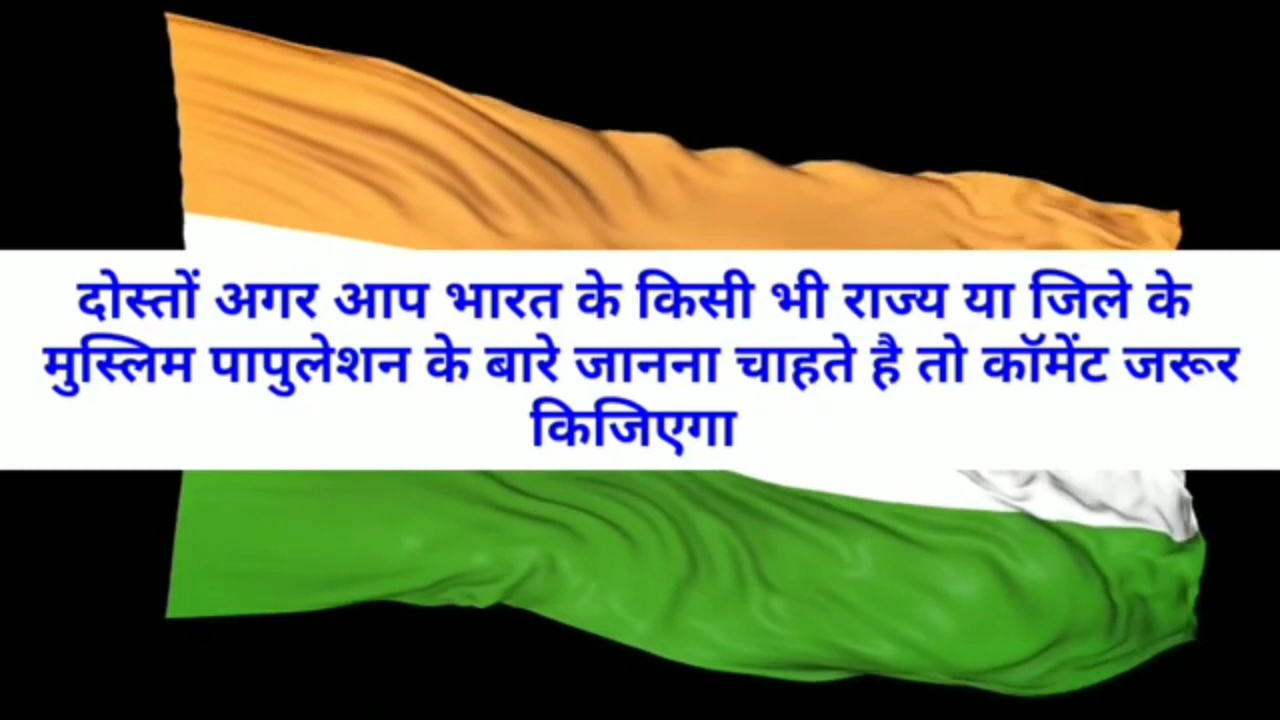 दोस्तों अगर आप भारत के किसी भी राज्य या जिले के
मुस्लिम पापुलेशन के बारे जानना चाहते है तो कॉमेंट जरूर
किजिएगा